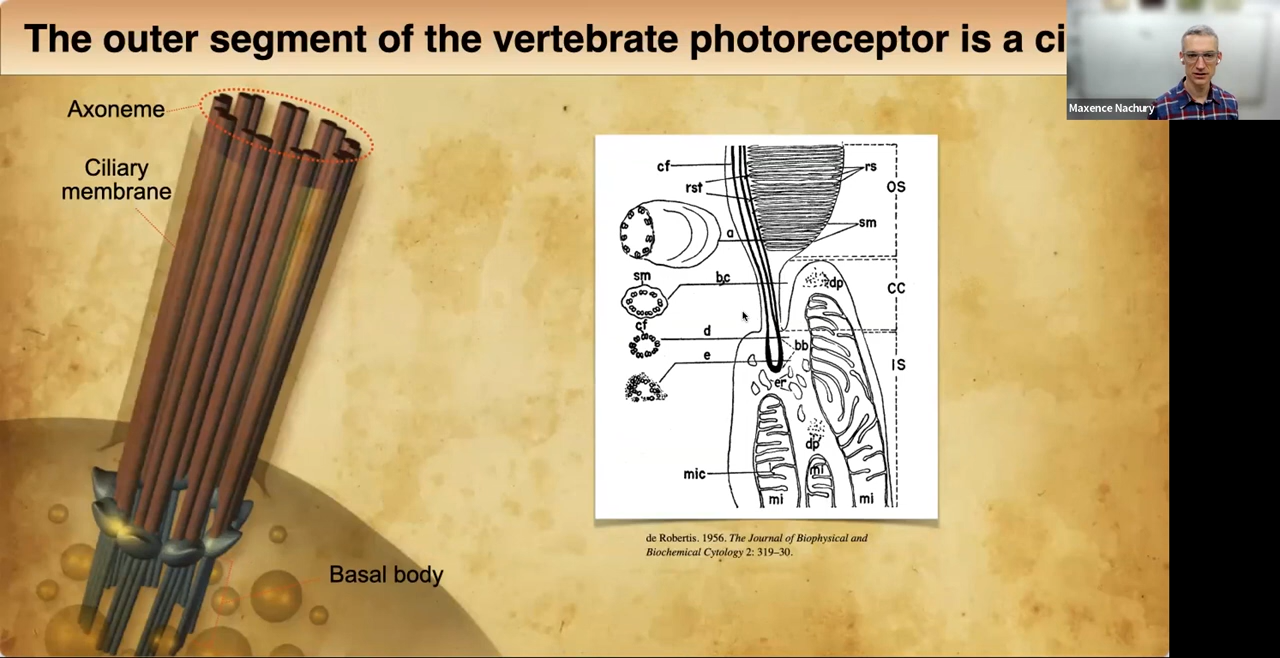 The outer segment of the vertebrate photoreceptor is a ci
Maxence Nachury
Axoneme
Ciliary
membrane
Basal body
cf
rs
rst
OS
sm
a
sm
bc
dp
CC
cf
d
bb
e
IS
er
dp
mic
mi
mi
mi
de Robertis. 1956. The Journal of Biophysical and
Biochemical Cytology 2: 319–30.